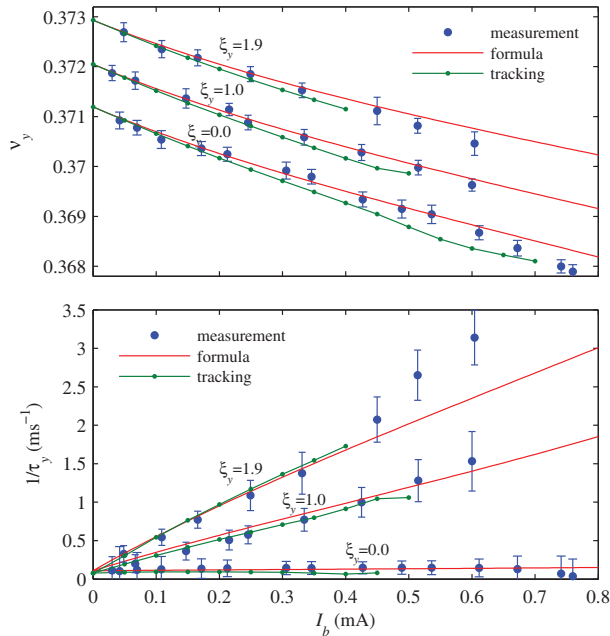 0.373
0.372
0.371
0.37
0.369
0.368
ν_y
ξ_y=1.9
ξ_y=1.0
ξ_y=0.0
measurement
formula
tracking
3.5
3
2.5
2
1.5
1
0.5
0
1/τ_y (ms⁻¹)
measurement
formula
tracking
ξ_y=1.9
ξ_y=1.0
ξ_y=0.0
0 0.1 0.2 0.3 0.4 0.5 0.6 0.7 0.8
I_b (mA)